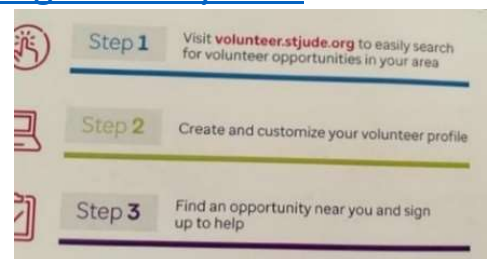 Step 1
Visit volunteer.stjude.org to easily search
for volunteer opportunities in your area
Step 2
Create and customize your volunteer profile
Step 3
Find an opportunity near you and sign
up to help